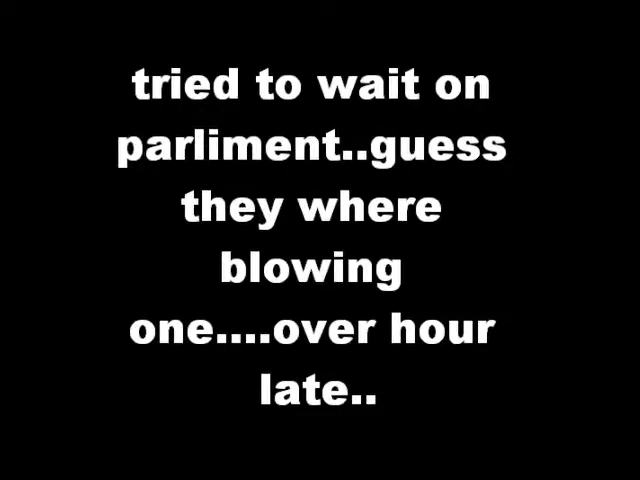 tried to wait on
parliment..guess
they where
blowing
one....over hour
late..